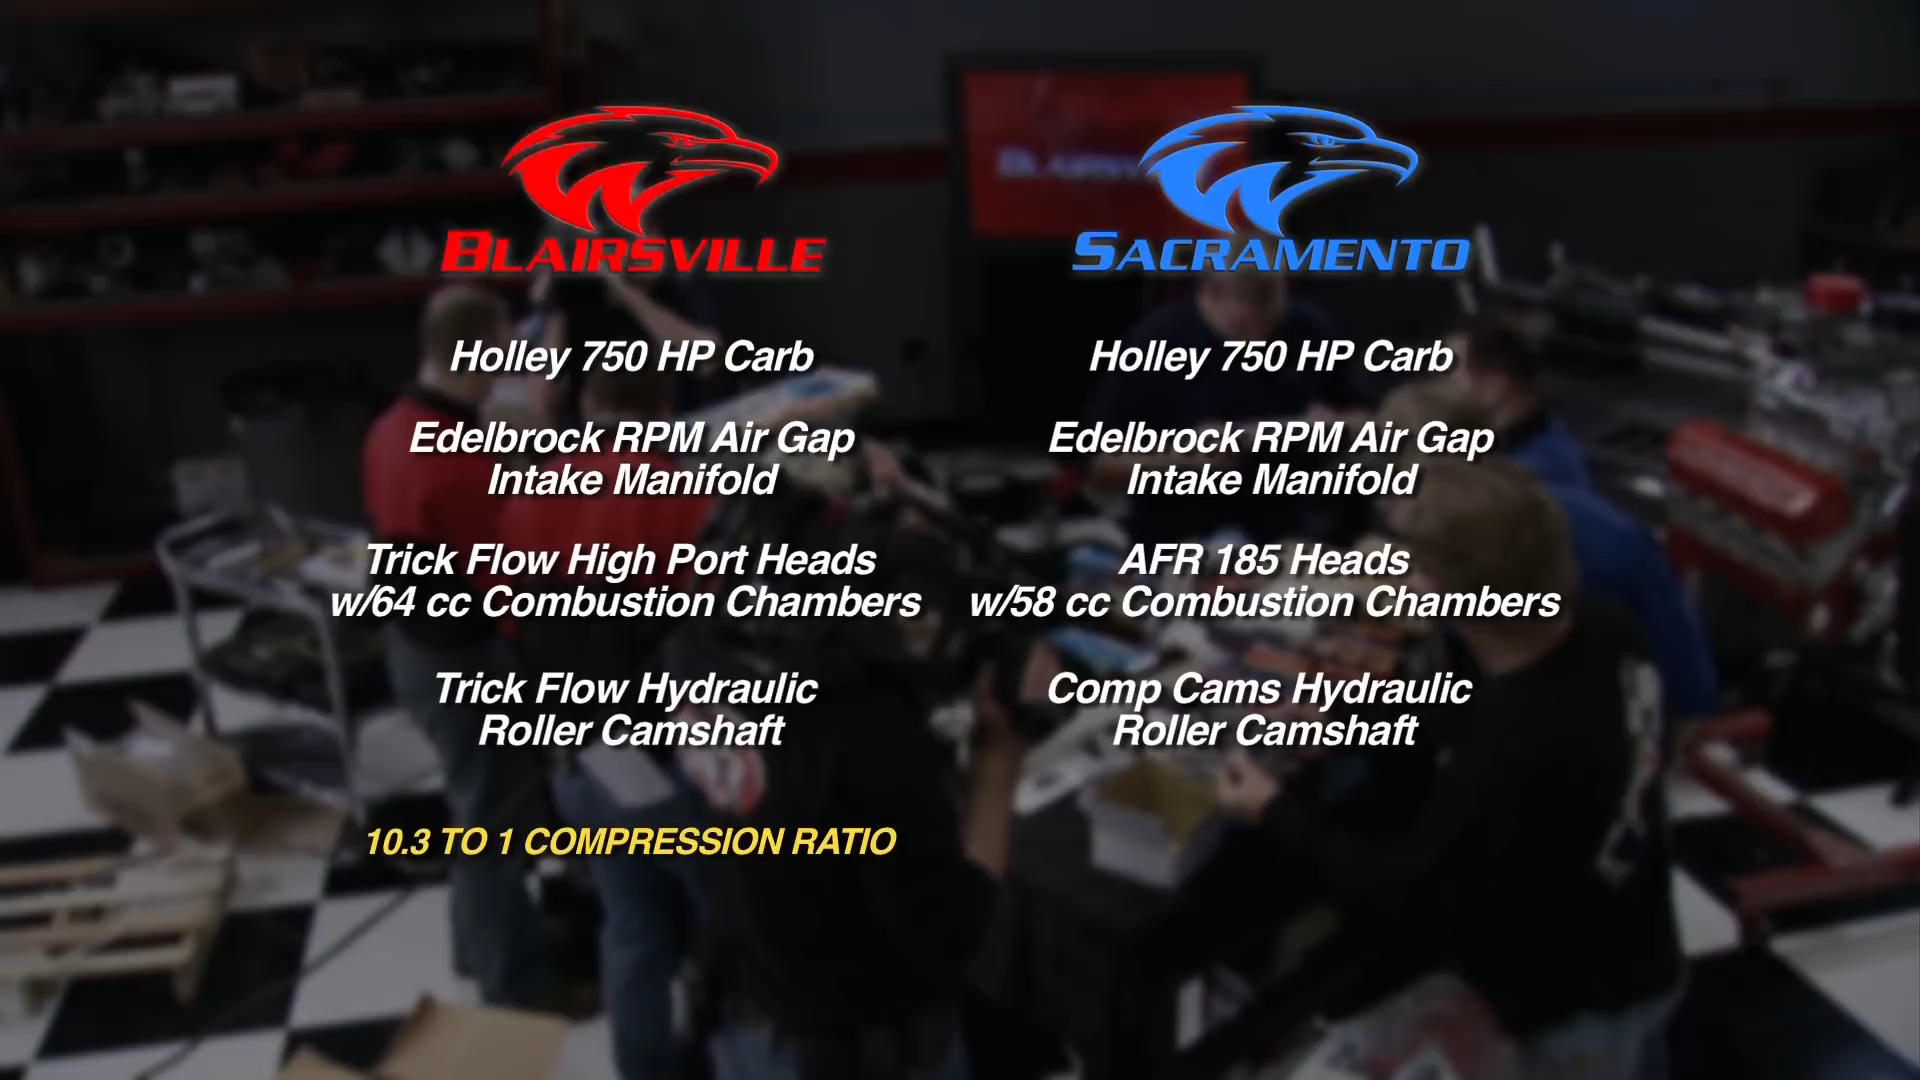 BLAIRSVILLE
Holley 750 HP Carb
Edelbrock RPM Air Gap
Intake Manifold
Trick Flow High Port Heads
w/64 cc Combustion Chambers
Trick Flow Hydraulic
Roller Camshaft
10.3 TO 1 COMPRESSION RATIO
SACRAMENTO
Holley 750 HP Carb
Edelbrock RPM Air Gap
Intake Manifold
AFR 185 Heads
w/58 cc Combustion Chambers
Comp Cams Hydraulic
Roller Camshaft